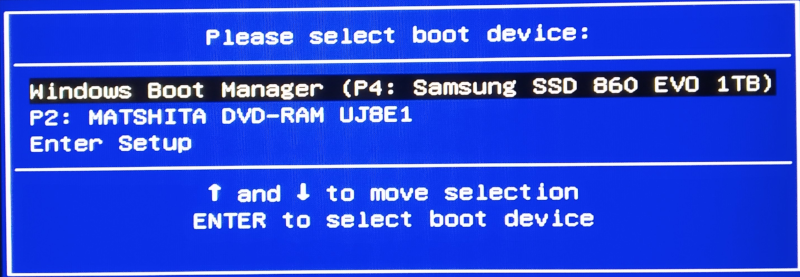 Please select boot device:
Windows Boot Manager (P4: Samsung SSD 860 EVO 1TB)
P2: MATSHITA DVD-RAM UJ8E1
Enter Setup
↑ and ↓ to move selection
ENTER to select boot device